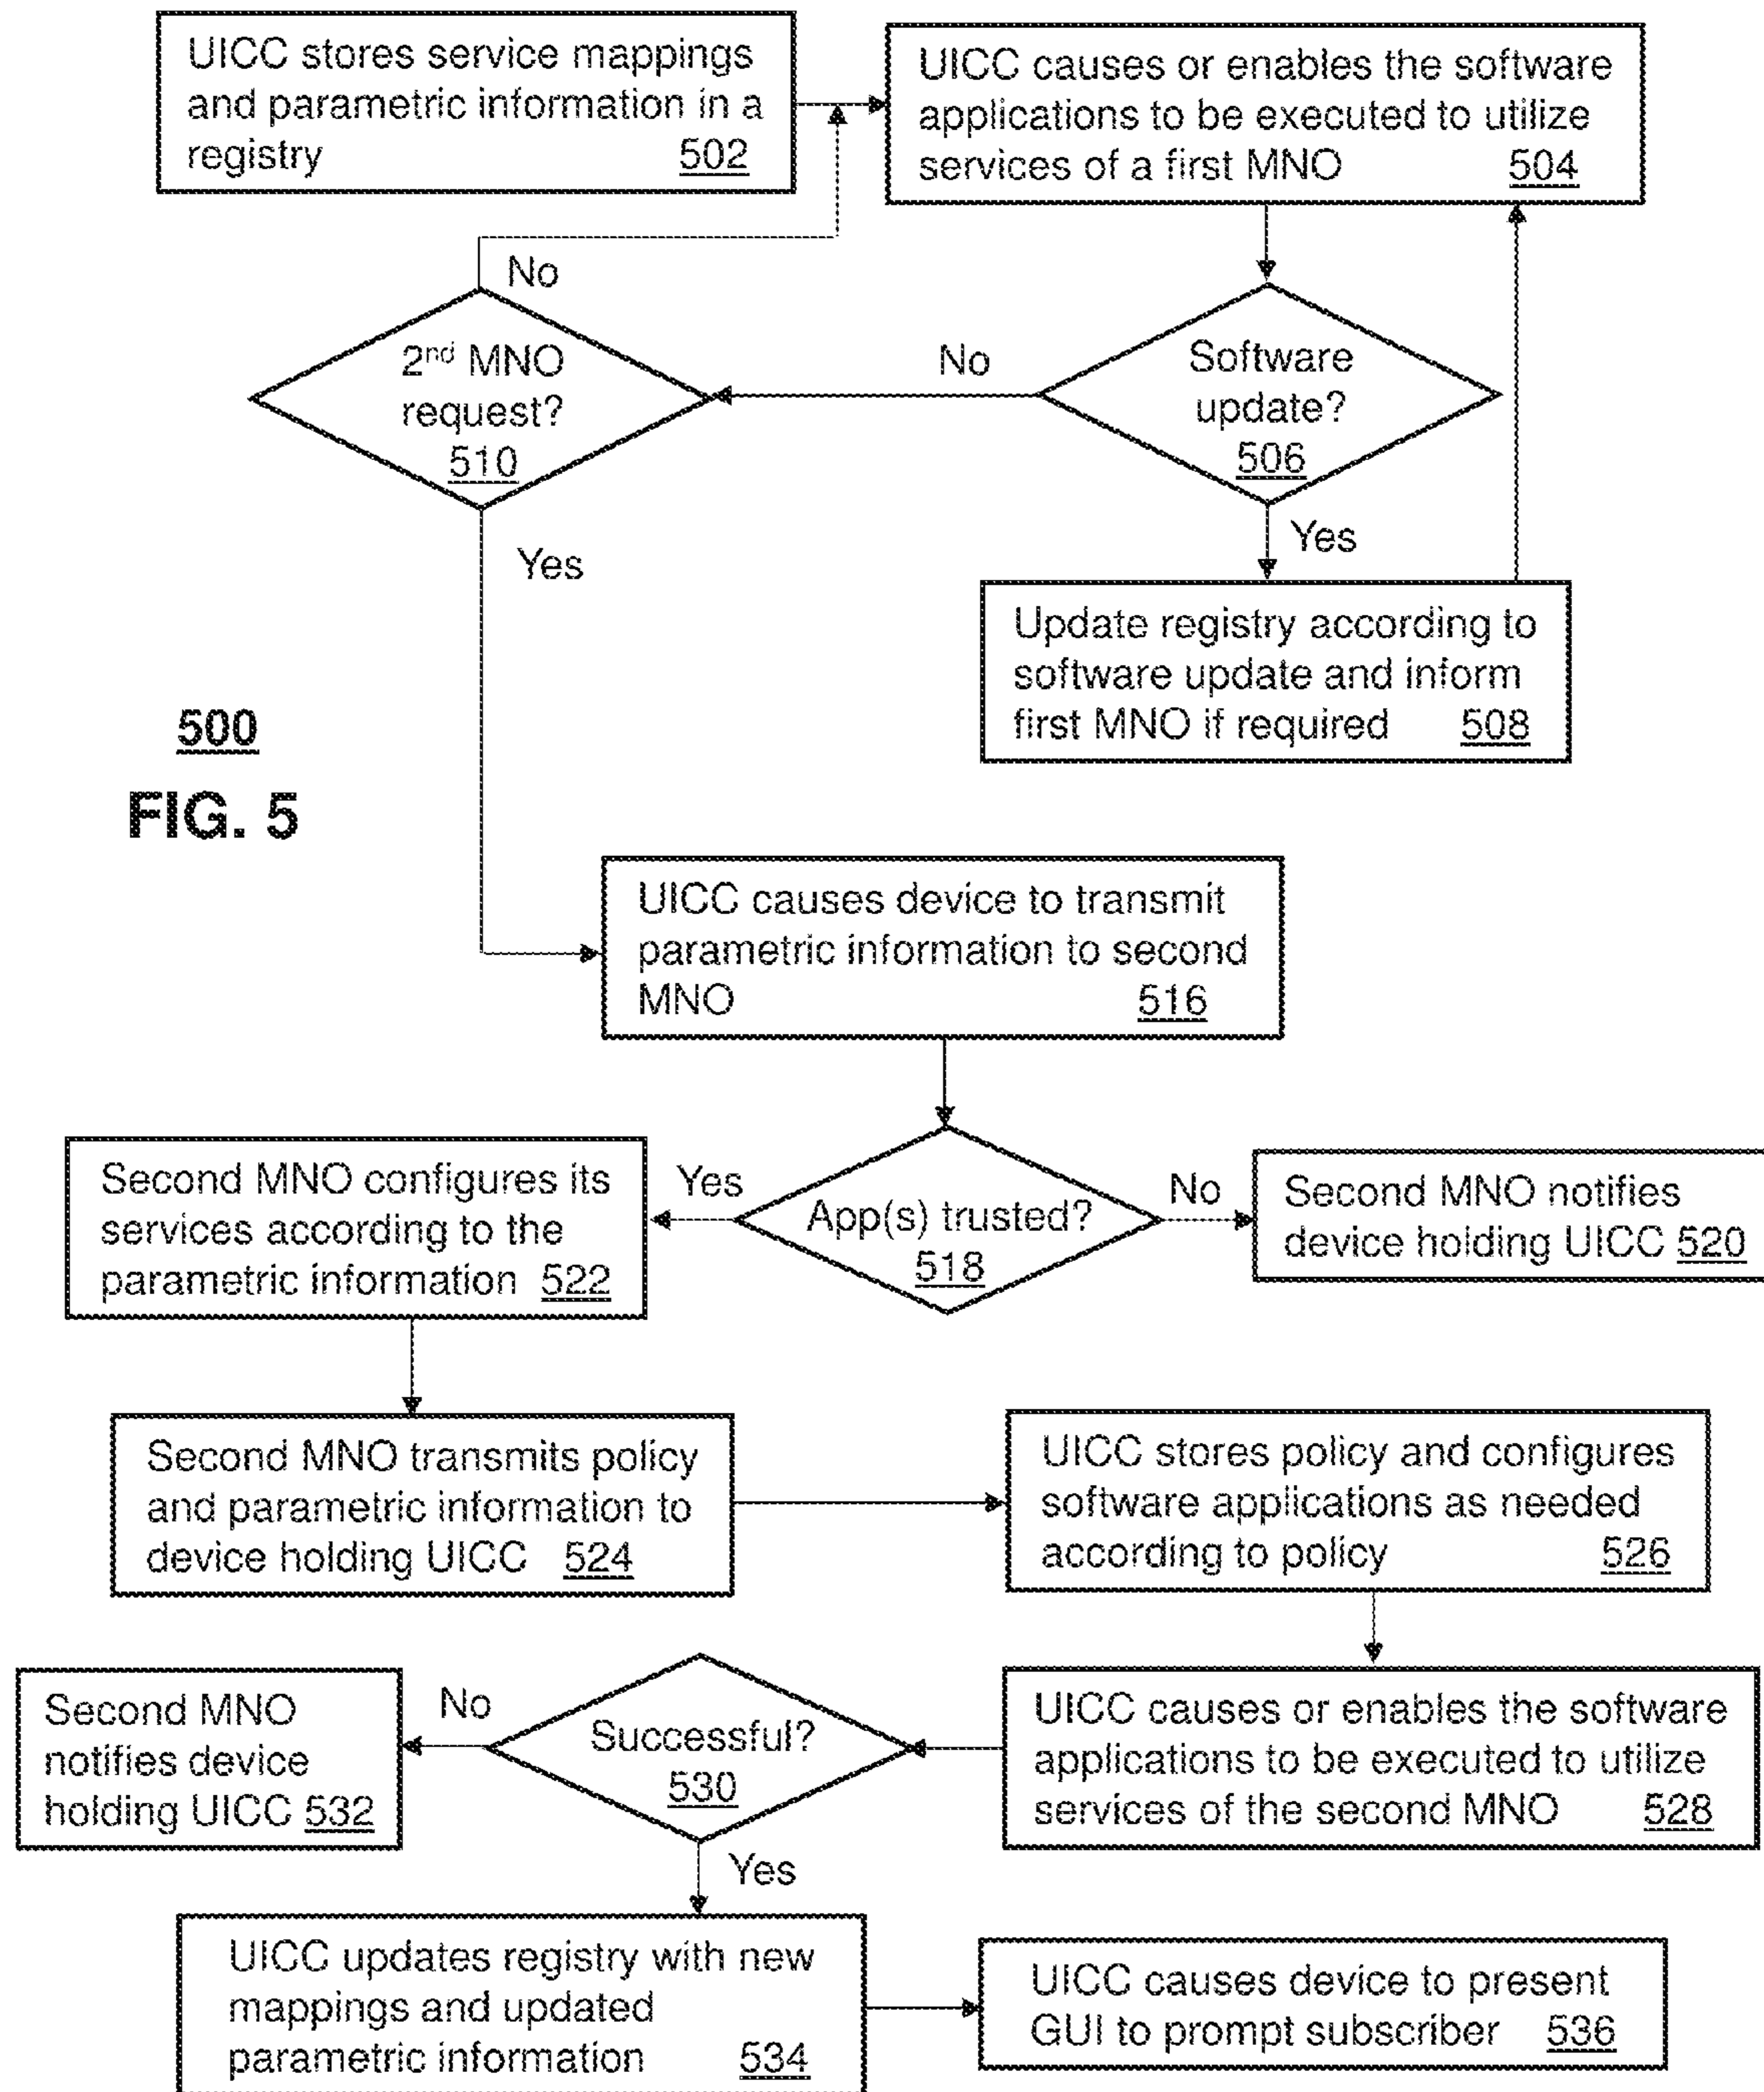 UICC stores service mappings
and parametric information in a
registry 502
UICC causes or enables the software
applications to be executed to utilize
services of a first MNO 504
No
2nd MNO
request?
510
No
Software
update?
506
Yes
Yes
Update registry according to
software update and inform
first MNO if required 508
500
FIG. 5
UICC causes device to transmit
parametric information to second
MNO 516
Second MNO configures its
services according to the
parametric information 522
Yes
App(s) trusted?
518
No
Second MNO notifies
device holding UICC 520
Second MNO transmits policy
and parametric information to
device holding UICC 524
UICC stores policy and configures
software applications as needed
according to policy 526
Second MNO
notifies device
holding UICC 532
No
Successful?
530
UICC causes or enables the software
applications to be executed to utilize
services of the second MNO 528
Yes
UICC updates registry with new
mappings and updated
parametric information 534
UICC causes device to present
GUI to prompt subscriber 536